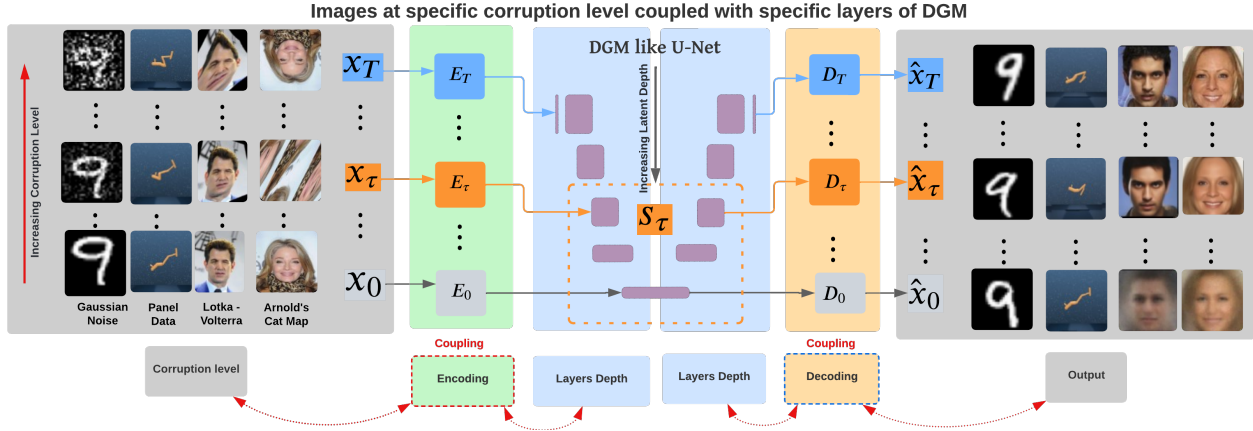 Images at specific corruption level coupled with specific layers of DGM
Increasing Corruption Level
x_T
x_τ
x_0
Gaussian Noise
Panel Data
Lotka - Volterra
Arnold's Cat Map
E_T
E_τ
E_0
DGM like U-Net
Increasing Latent Depth
S_τ
D_T
D_τ
D_0
x̂_T
x̂_τ
x̂_0
Coupling
Coupling
Corruption level
Encoding
Layers Depth
Layers Depth
Decoding
Output